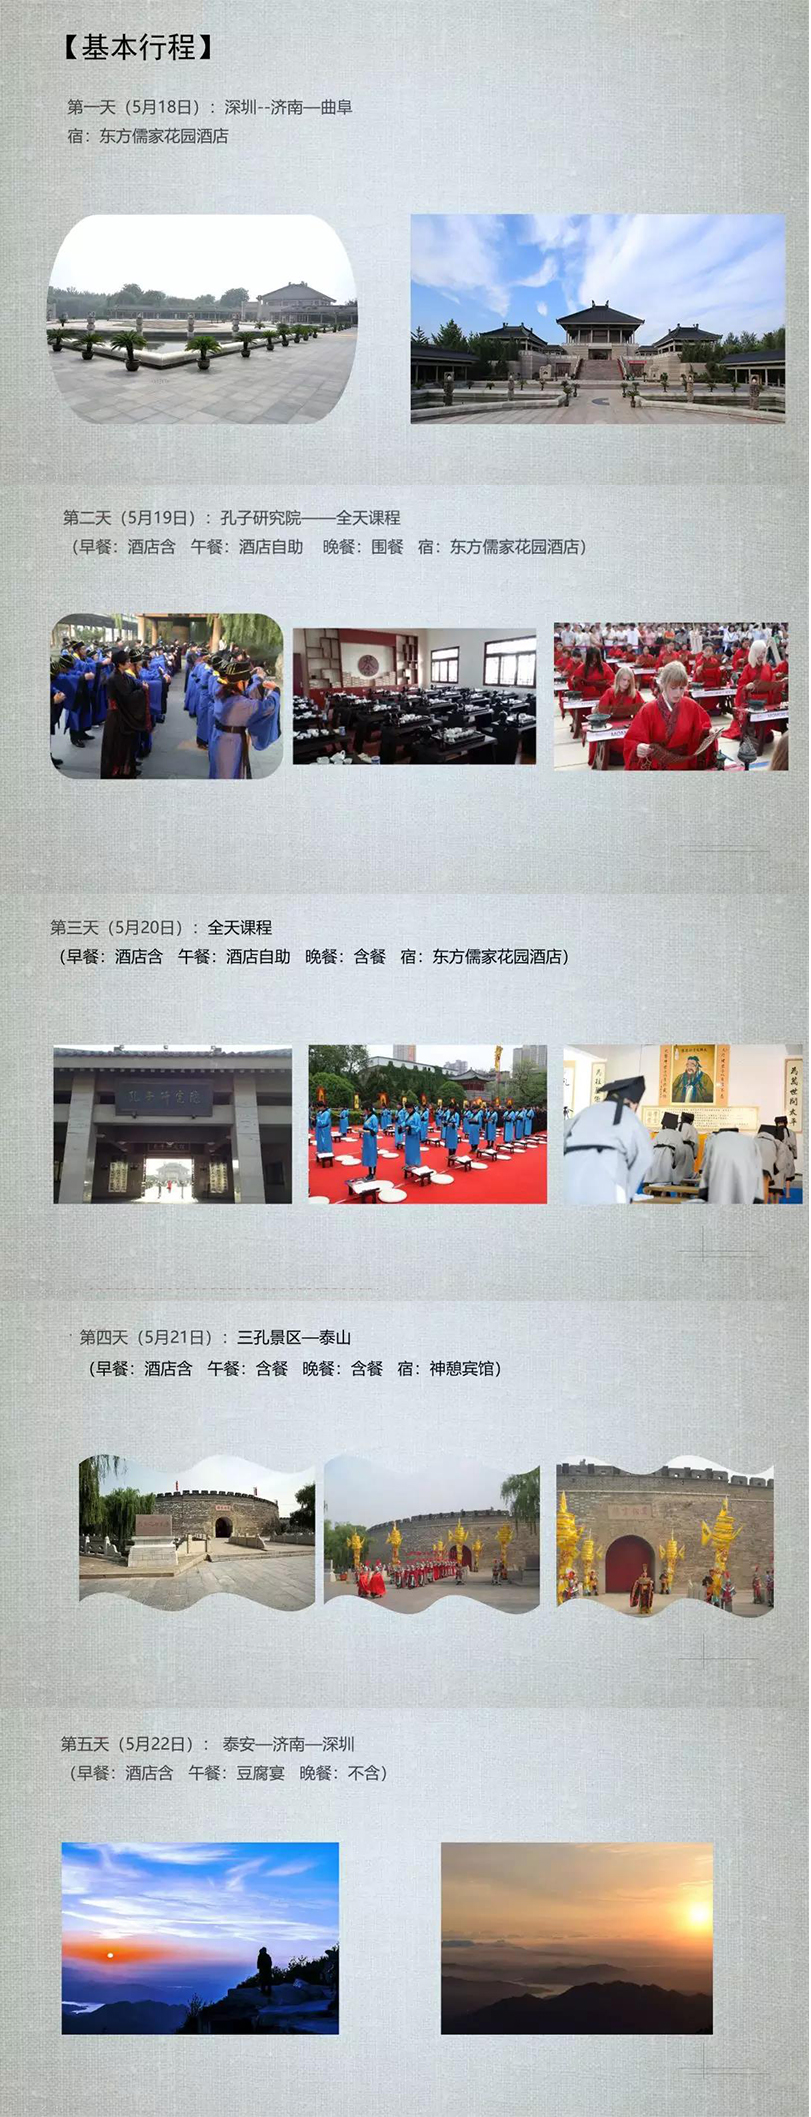 【基本行程】
第一天（5月18日）：深圳--济南—曲阜
宿：东方儒家花园酒店
第二天（5月19日）：孔子研究院——全天课程
（早餐：酒店含 午餐：酒店自助 晚餐：围餐 宿：东方儒家花园酒店）
第三天（5月20日）：全天课程
（早餐：酒店含 午餐：酒店自助 晚餐：含餐 宿：东方儒家花园酒店）
孔子研究院
為萬世開太平
第四天（5月21日）：三孔景区—泰山
（早餐：酒店含 午餐：含餐 晚餐：含餐 宿：神憩宾馆）
第五天（5月22日）： 泰安—济南—深圳
（早餐：酒店含 午餐：豆腐宴 晚餐：不含）